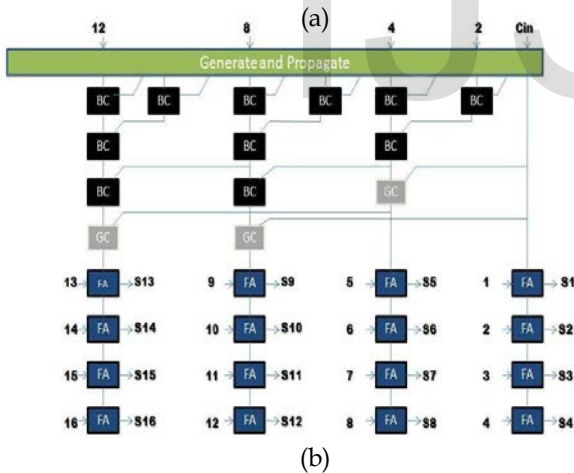 (a)
12 8 4 2 Cin
Generate and Propagate
BC BC BC BC BC BC
BC BC BC
BC BC GC
GC GC
13 FA S13 9 FA S9 5 FA S5 1 FA S1
14 FA S14 10 FA S10 6 FA S6 2 FA S2
15 FA S15 11 FA S11 7 FA S7 3 FA S3
16 FA S16 12 FA S12 8 FA S8 4 FA S4
(b)